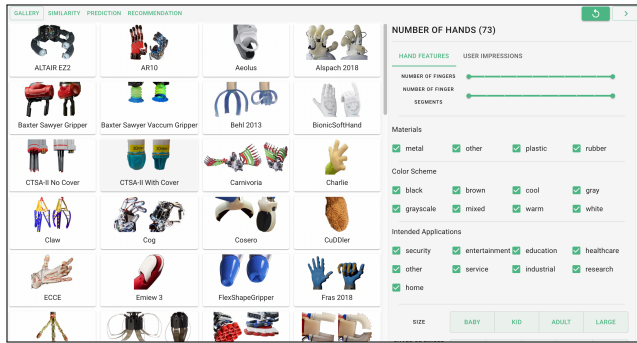 GALLERY SIMILARITY PREDICTION RECOMMENDATION
ALTAIR EZ2 AR10 Aeolus Alspach 2018
Baxter Sawyer Gripper Baxter Sawyer Vaccum Gripper Behl 2013 BionicSoftHand
CTSA-II No Cover CTSA-II With Cover Carnivoria Charlie
Claw Cog Cosero CuDDler
ECCE Emiew 3 FlexShapeGripper Fras 2018
NUMBER OF HANDS (73)
HAND FEATURES USER IMPRESSIONS
NUMBER OF FINGERS
NUMBER OF FINGER
SEGMENTS
Materials
metal other plastic rubber
Color Scheme
black brown cool gray
grayscale mixed warm white
Intended Applications
security entertainment education healthcare
other service industrial research
home
SIZE BABY KID ADULT LARGE